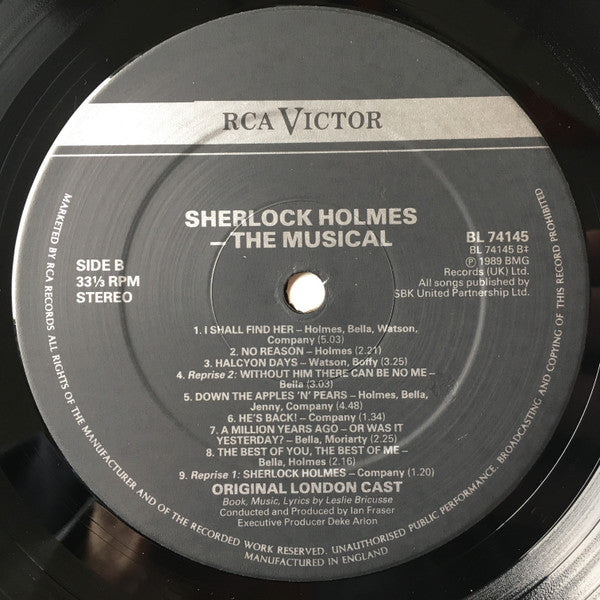 RCA VICTOR
SHERLOCK HOLMES
– THE MUSICAL
SIDE B
33⅓ RPM
STEREO
BL 74145
BL 74145 B‡
℗ 1989 BMG
Records (UK) Ltd.
All songs published by
SBK United Partnership Ltd.
1. I SHALL FIND HER – Holmes, Bella, Watson,
Company (5.03)
2. NO REASON – Holmes (2.21)
3. HALCYON DAYS – Watson, Boffy (3.25)
4. Reprise 2: WITHOUT HIM THERE CAN BE NO ME –
Bella (3.03)
5. DOWN THE APPLES 'N' PEARS – Holmes, Bella,
Jenny, Company (4.48)
6. HE'S BACK! – Company (1.34)
7. A MILLION YEARS AGO – OR WAS IT
YESTERDAY? – Bella, Moriarty (2.25)
8. THE BEST OF YOU, THE BEST OF ME –
Bella, Holmes (2.16)
9. Reprise 1: SHERLOCK HOLMES – Company (1.20)
ORIGINAL LONDON CAST
Book, Music, Lyrics by Leslie Bricusse
Conducted and Produced by Ian Fraser
Executive Producer Deke Arion
MARKETED BY RCA RECORDS ALL RIGHTS OF THE MANUFACTURER AND OF THE RECORDED WORK RESERVED. UNAUTHORISED PUBLIC PERFORMANCE, BROADCASTING AND COPYING OF THIS RECORD PROHIBITED
MANUFACTURED IN ENGLAND